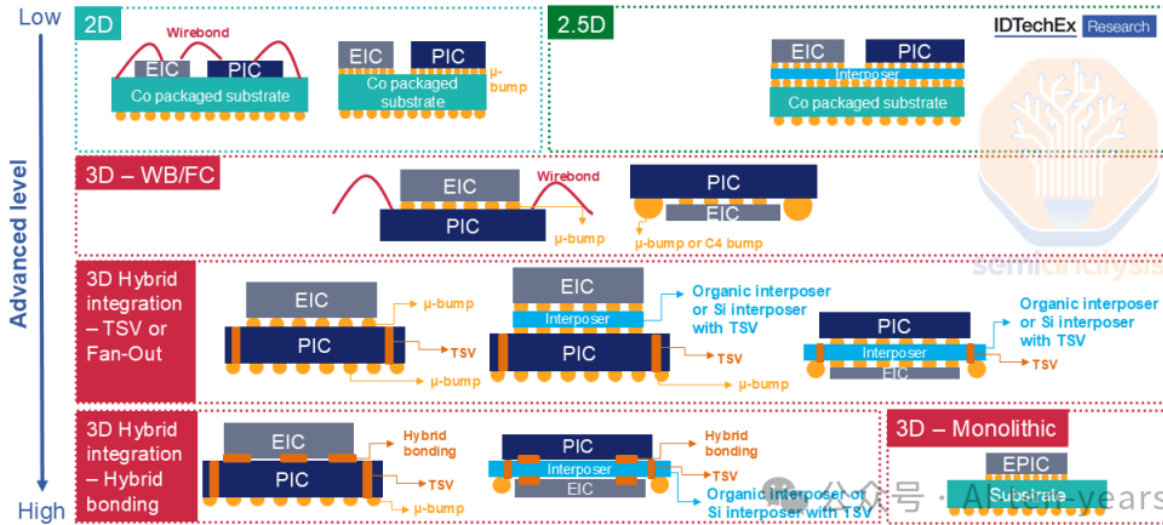 Low
Advanced level
High
2D
Wirebond
EIC
PIC
Co packaged substrate
EIC
PIC
μ-
bump
Co packaged
substrate
2.5D
IDTechEx Research
EIC
PIC
Interposer
Co packaged substrate
3D – WB/FC
EIC
PIC
Wirebond
μ-bump
PIC
EIC
μ-bump or C4 bump
semianalysis
3D Hybrid
integration
– TSV or
Fan-Out
EIC
μ-bump
PIC
TSV
μ-bump
EIC
Interposer
PIC
Organic interposer
or Si interposer
with TSV
TSV
μ-bump
PIC
Interposer
EIC
Organic interposer
or Si interposer
with TSV
TSV
3D Hybrid
integration
– Hybrid
bonding
EIC
Hybrid
bonding
PIC
TSV
μ-bump
PIC
Interposer
EIC
Hybrid
bonding
TSV
Organic interposer or
Si interposer with TSV
3D – Monolithic
EPIC
Substrate
公众号